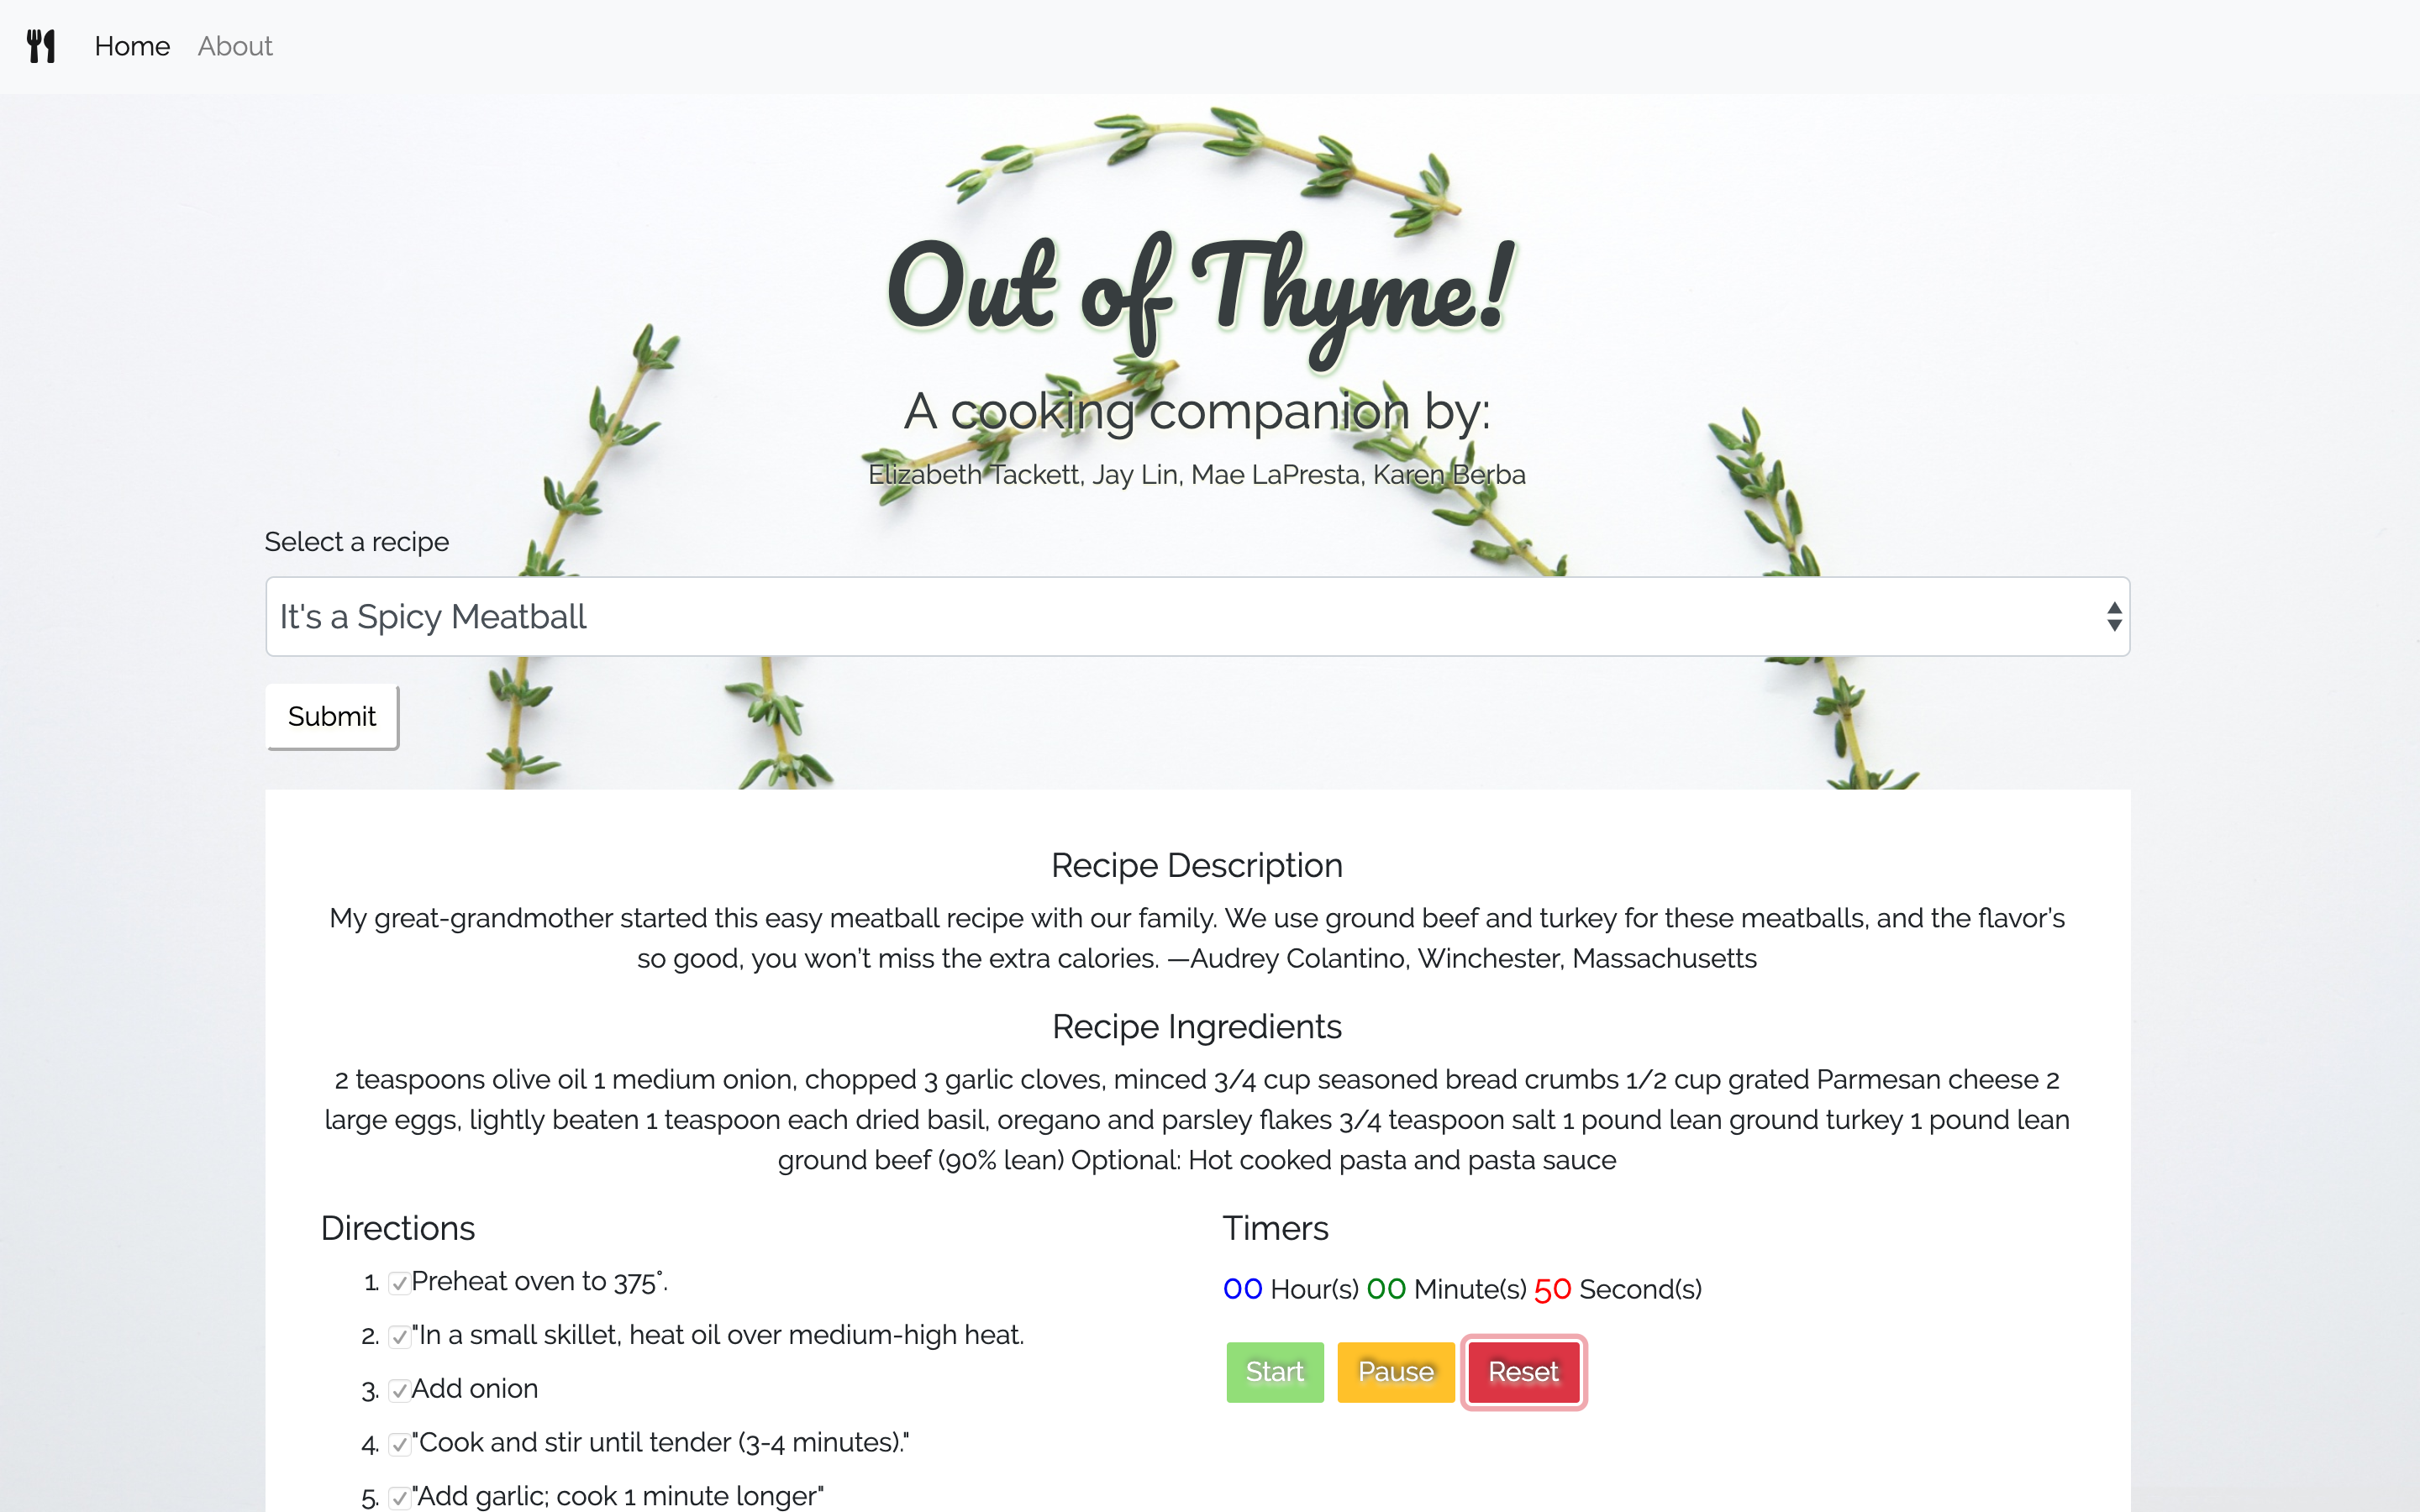 Home About
Out of Thyme!
A cooking companion by:
Elizabeth Tackett, Jay Lin, Mae LaPresta, Karen Berba
Select a recipe
It's a Spicy Meatball
Submit
Recipe Description
My great-grandmother started this easy meatball recipe with our family. We use ground beef and turkey for these meatballs, and the flavor’s
so good, you won’t miss the extra calories. —Audrey Colantino, Winchester, Massachusetts
Recipe Ingredients
2 teaspoons olive oil 1 medium onion, chopped 3 garlic cloves, minced 3/4 cup seasoned bread crumbs 1/2 cup grated Parmesan cheese 2
large eggs, lightly beaten 1 teaspoon each dried basil, oregano and parsley flakes 3/4 teaspoon salt 1 pound lean ground turkey 1 pound lean
ground beef (90% lean) Optional: Hot cooked pasta and pasta sauce
Directions
1. Preheat oven to 375°.
2. "In a small skillet, heat oil over medium-high heat.
3. Add onion
4. "Cook and stir until tender (3-4 minutes)."
5. "Add garlic; cook 1 minute longer"
Timers
00 Hour(s) 00 Minute(s) 50 Second(s)
Start Pause Reset